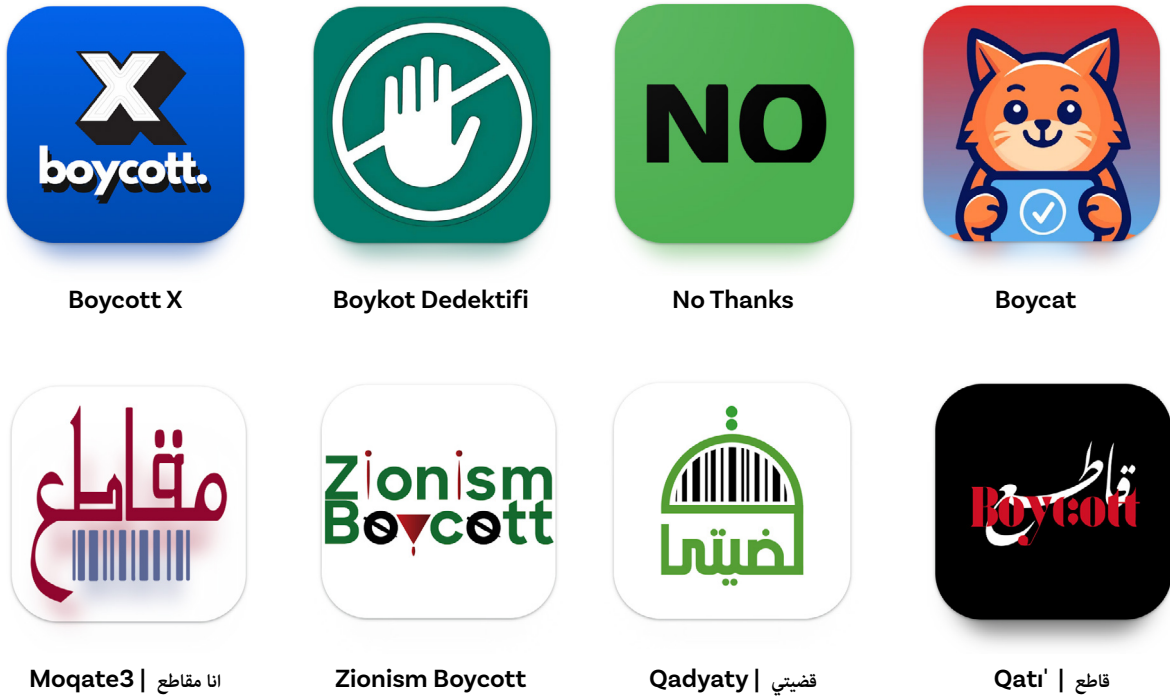 X
boycott.
NO
Boycott X
Boykot Dedektifi
No Thanks
Boycat
مقاطع
Zionism
Boycott
قضيتي
قاطع
Boycott
Moqate3 | انا مقاطع
Zionism Boycott
Qadyaty | قضيتي
Qatı' | قاطع